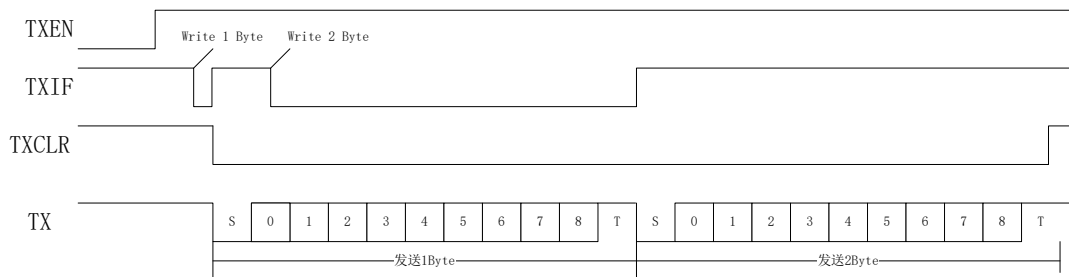 TXEN
Write 1 Byte
Write 2 Byte
TXIF
TXCLR
TX
S 0 1 2 3 4 5 6 7 8 T S 0 1 2 3 4 5 6 7 8 T
发送1Byte
发送2Byte